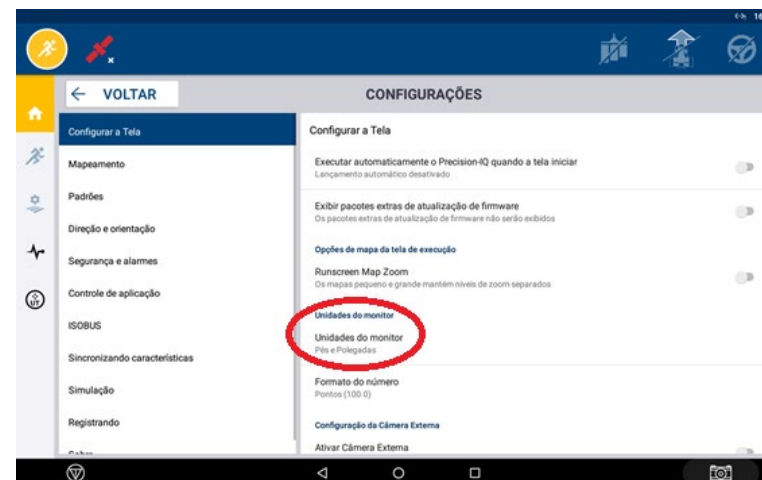 16
VOLTAR
CONFIGURAÇÕES
Configurar a Tela
Mapeamento
Padrões
Direção e orientação
Segurança e alarmes
Controle de aplicação
ISOBUS
Sincronizando características
Simulação
Registrando
Configurar a Tela
Executar automaticamente o Precision-IQ quando a tela iniciar
Lançamento automático desativado
Exibir pacotes extras de atualização de firmware
Os pacotes extras de atualização de firmware não serão exibidos
Opções de mapa da tela de execução
Runscreen Map Zoom
Os mapas pequeno e grande mantém níveis de zoom separados
Unidades do monitor
Unidades do monitor
Pés e Polegadas
Formato do número
Pontos (100.0)
Configuração da Câmera Externa
Ativar Câmera Externa
UT